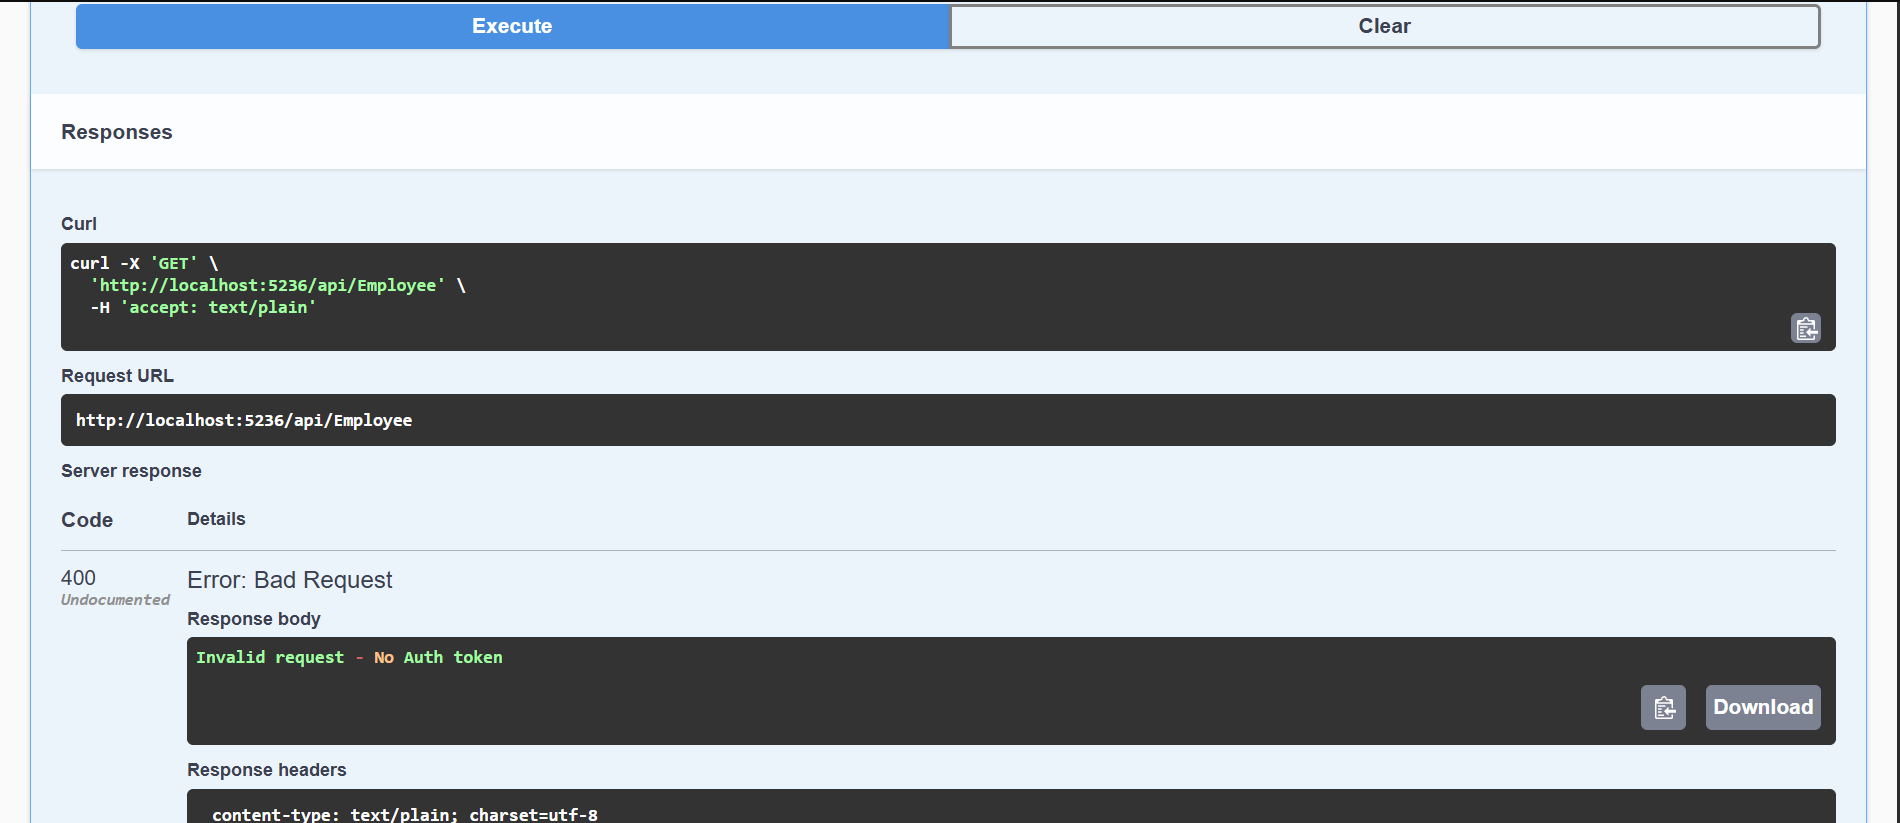 Execute
Clear
Responses
Curl
curl -X 'GET' \
'http://localhost:5236/api/Employee' \
-H 'accept: text/plain'
Request URL
http://localhost:5236/api/Employee
Server response
Code
Details
400
Undocumented
Error: Bad Request
Response body
Invalid request - No Auth token
Download
Response headers
content-type: text/plain; charset=utf-8